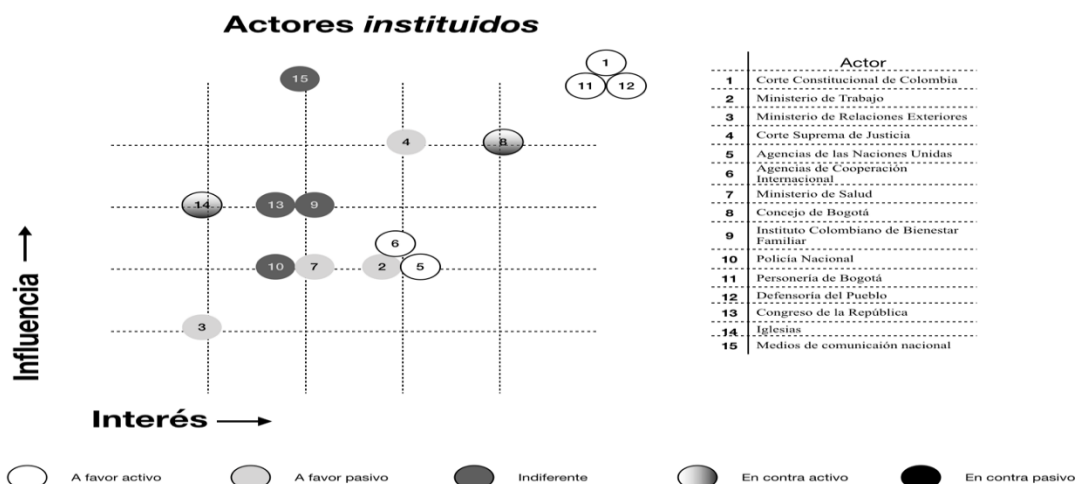 Actores instituidos
15
1
11
12
4
8
14
13
9
6
10
7
2
5
3
Influencia
Interés
Actor
1 Corte Constitucional de Colombia
2 Ministerio de Trabajo
3 Ministerio de Relaciones Exteriores
4 Corte Suprema de Justicia
5 Agencias de las Naciones Unidas
6 Agencias de Cooperación
Internacional
7 Ministerio de Salud
8 Concejo de Bogotá
9 Instituto Colombiano de Bienestar
Familiar
10 Policía Nacional
11 Personería de Bogotá
12 Defensoría del Pueblo
13 Congreso de la República
14 Iglesias
15 Medios de comunicaión nacional
A favor activo
A favor pasivo
Indiferente
En contra activo
En contra pasivo